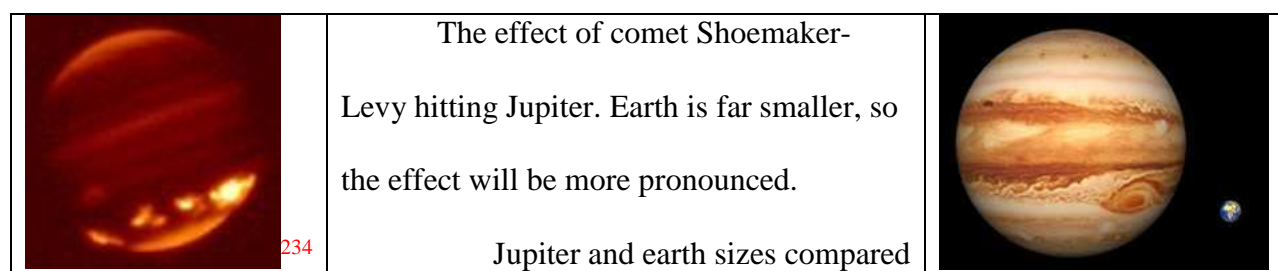 The effect of comet Shoemaker-
Levy hitting Jupiter. Earth is far smaller, so
the effect will be more pronounced.
Jupiter and earth sizes compared
234